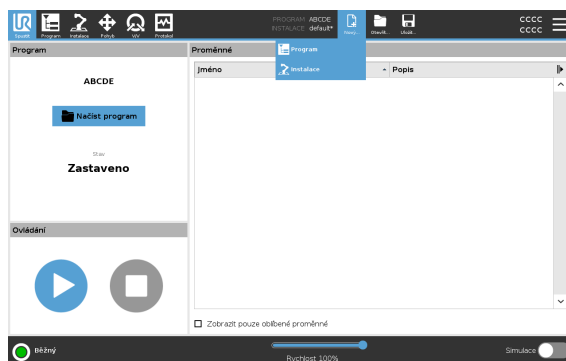 UR
Spustit Program Instalace Pohyb V/V Protokol
PROGRAM ABCDE
INSTALACE default*
Nový... Otevřít... Uložit...
CCCC
CCCC
Program
Proměnné
Program
Instalace
Jméno
Popis
ABCDE
Načíst program
Stav
Zastaveno
Ovládání
Zobrazit pouze oblíbené proměnné
Běžný
Rychlost 100%
Simulace